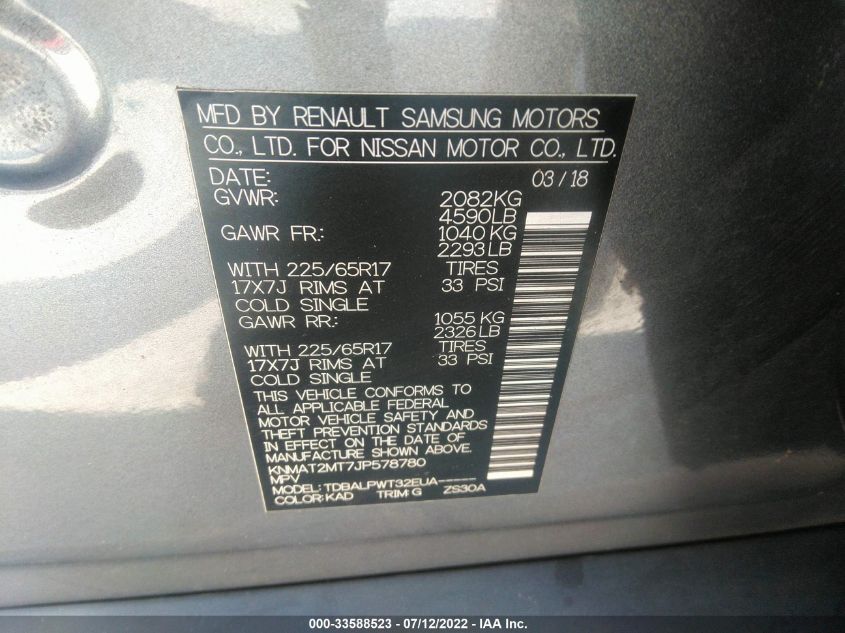 MFD BY RENAULT SAMSUNG MOTORS
CO., LTD. FOR NISSAN MOTOR CO., LTD.
DATE: 03/18
GVWR: 2082KG
4590LB
GAWR FR.: 1040 KG
2293LB
WITH 225/65R17 TIRES
17X7J RIMS AT 33 PSI
COLD SINGLE
GAWR RR.: 1055 KG
2326LB
WITH 225/65R17 TIRES
17X7J RIMS AT 33 PSI
COLD SINGLE
THIS VEHICLE CONFORMS TO
ALL APPLICABLE FEDERAL
MOTOR VEHICLE SAFETY AND
THEFT PREVENTION STANDARDS
IN EFFECT ON THE DATE OF
MANUFACTURE SHOWN ABOVE.
KNMAT2MT7JP578780
MPV
MODEL: TDBALPWT32EUA-----
COLOR: KAD TRIM: G ZS30A
000-33588523 - 07/12/2022 - IAA Inc.